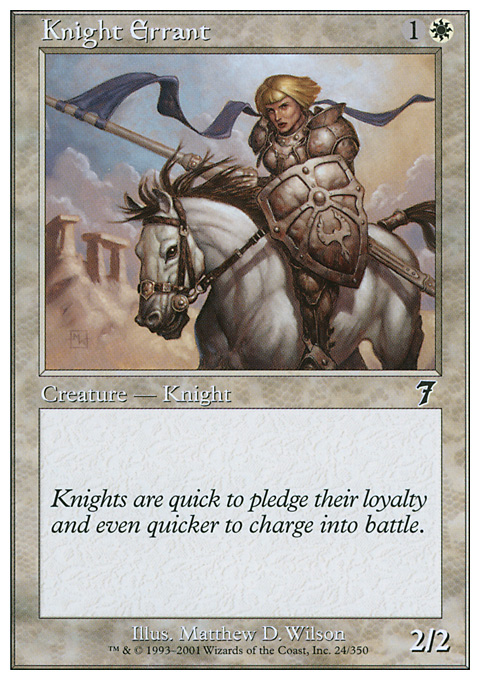 Knight Errant 1
Creature — Knight 7
Knights are quick to pledge their loyalty
and even quicker to charge into battle.
Illus. Matthew D. Wilson
2/2
™ & © 1993–2001 Wizards of the Coast, Inc. 24/350